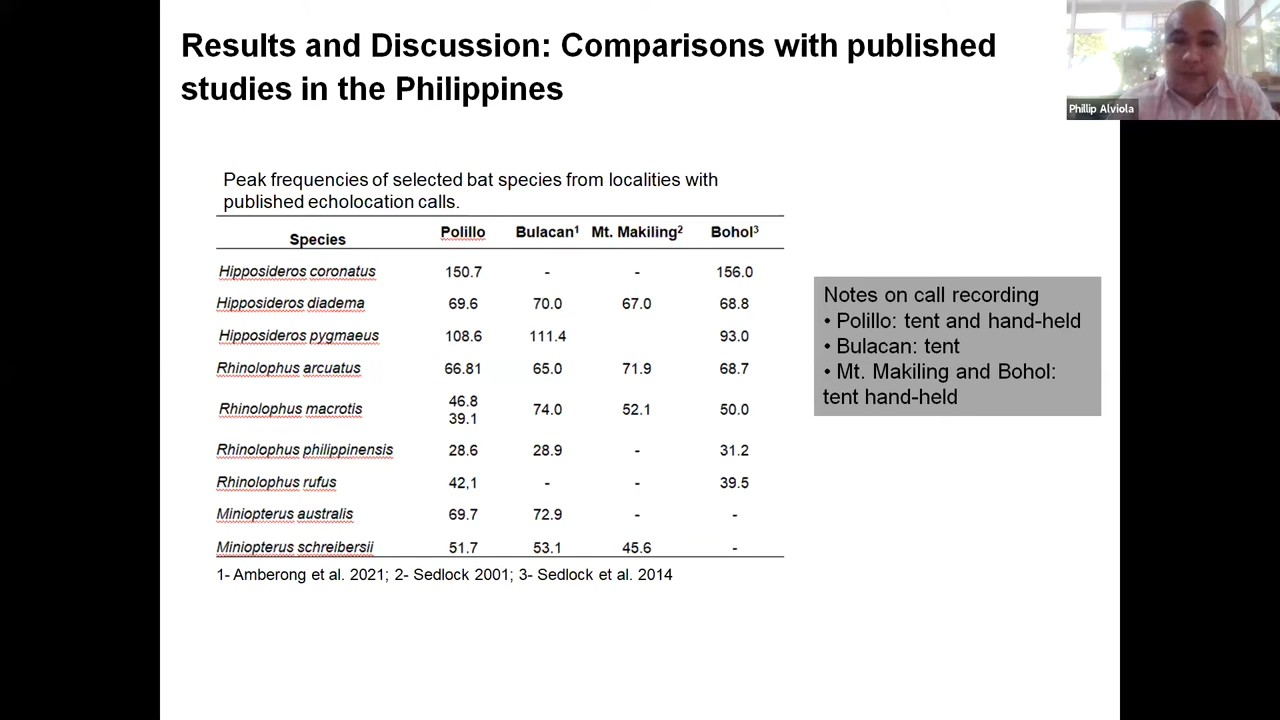 Results and Discussion: Comparisons with published
studies in the Philippines
Phillip Alviola
Peak frequencies of selected bat species from localities with
published echolocation calls.
Species Polillo Bulacan¹ Mt. Makiling² Bohol³
Hipposideros coronatus 150.7 - - 156.0
Hipposideros diadema 69.6 70.0 67.0 68.8
Hipposideros pygmaeus 108.6 111.4 93.0
Rhinolophus arcuatus 66.81 65.0 71.9 68.7
Rhinolophus macrotis 46.8 74.0 52.1 50.0
39.1
Rhinolophus philippinensis 28.6 28.9 - 31.2
Rhinolophus rufus 42,1 - - 39.5
Miniopterus australis 69.7 72.9 - -
Miniopterus schreibersii 51.7 53.1 45.6 -
1- Amberong et al. 2021; 2- Sedlock 2001; 3- Sedlock et al. 2014
Notes on call recording
• Polillo: tent and hand-held
• Bulacan: tent
• Mt. Makiling and Bohol:
tent hand-held